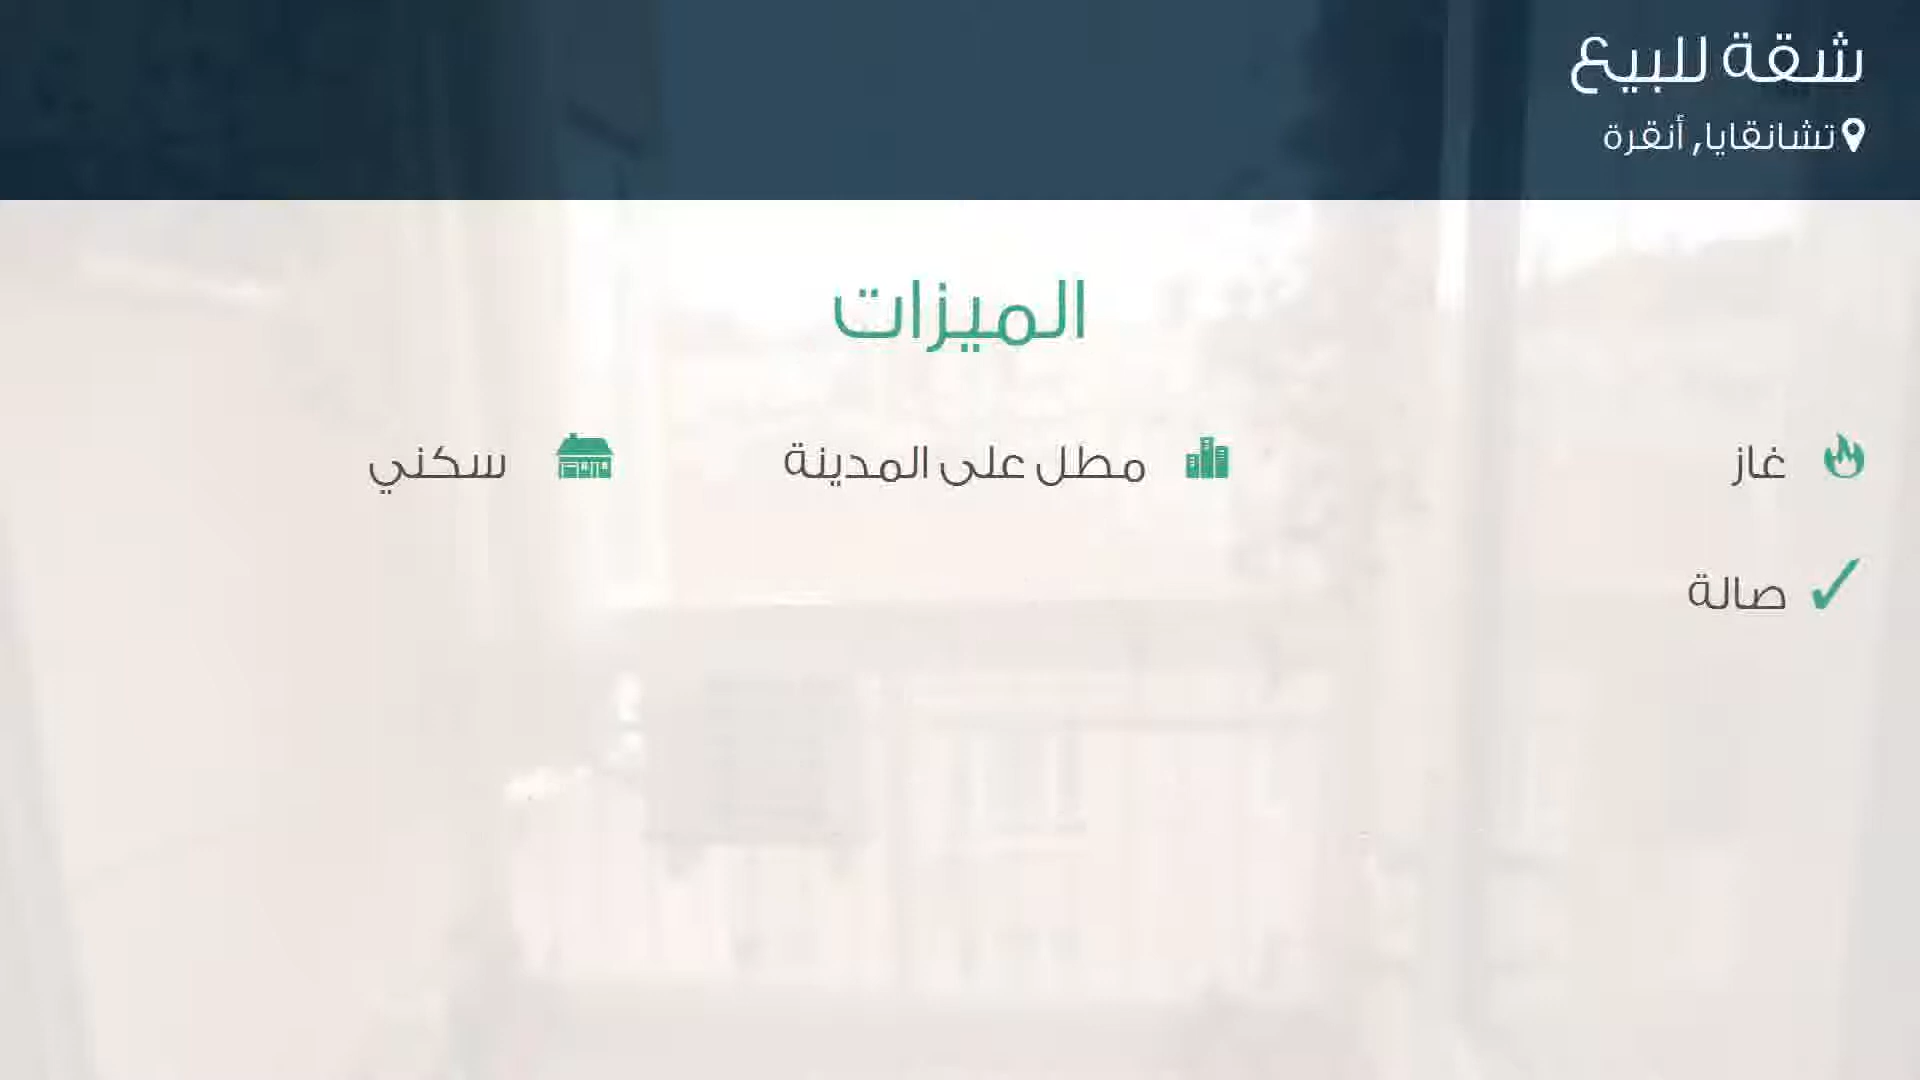 شقة للبيع
تشانقايا, أنقرة
الميزات
غاز
مطل على المدينة
سكني
صالة